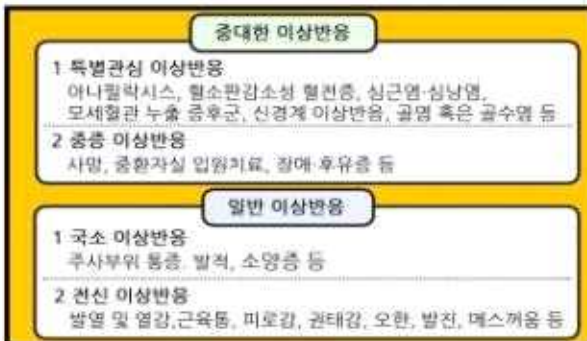 중대한 이상반응
1 특별관심 이상반응
아나필락시스, 혈소판감소성 혈전증, 심근염·심낭염,
모세혈관 누출 증후군, 신경계 이상반응, 골염 혹은 골수염 등
2 중증 이상반응
사망, 중환자실 입원치료, 장애·후유증 등
일반 이상반응
1 국소 이상반응
주사부위 통증, 발적, 소양증 등
2 전신 이상반응
발열 및 열감,근육통, 피로감, 권태감, 오한, 발진, 메스꺼움 등